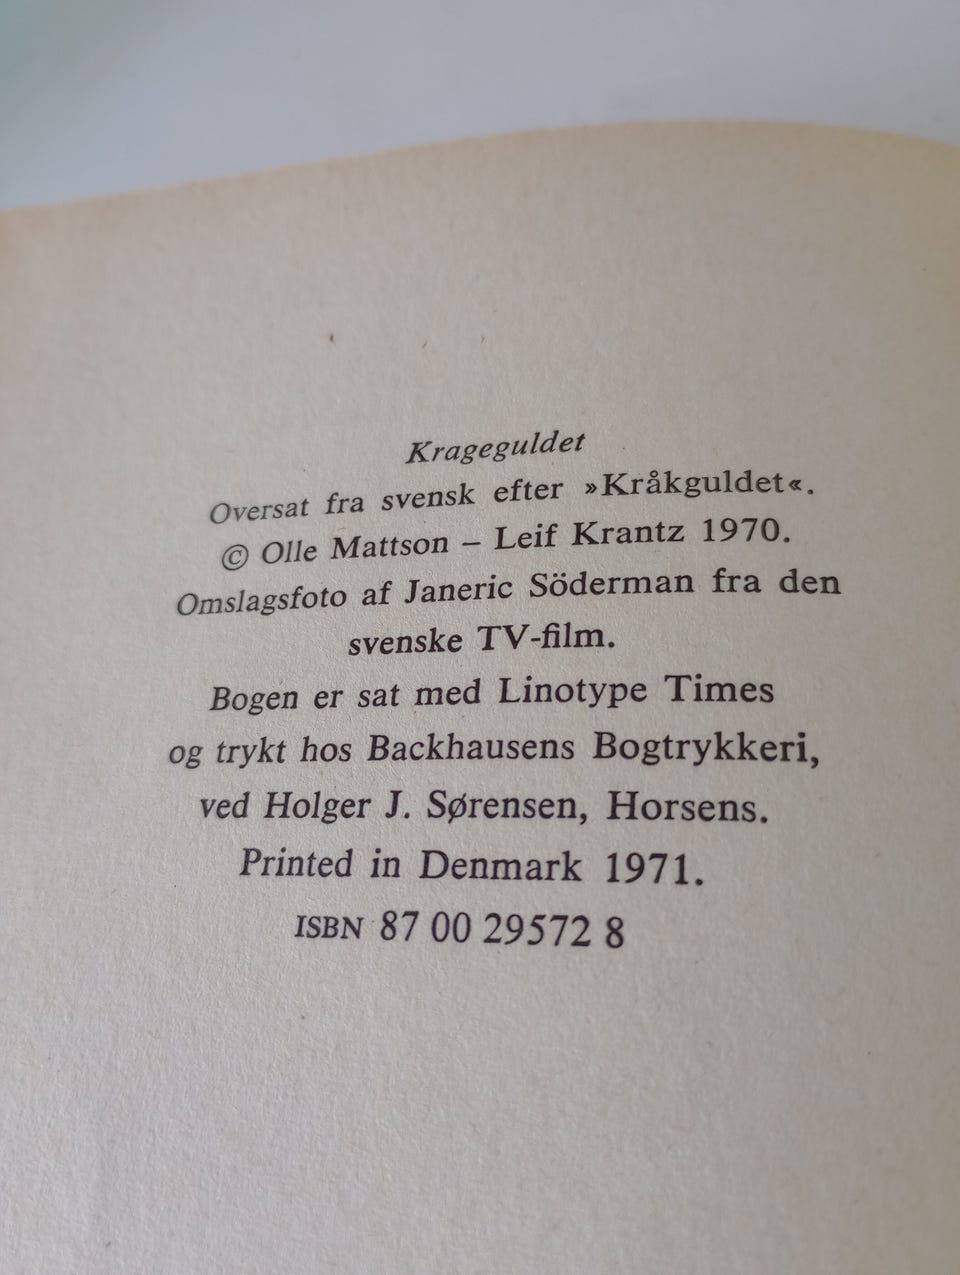 Krageguldet
Oversat fra svensk efter »Kråkguldet«.
© Olle Mattson – Leif Krantz 1970.
Omslagsfoto af Janeric Söderman fra den
svenske TV-film.
Bogen er sat med Linotype Times
og trykt hos Backhausens Bogtrykkeri,
ved Holger J. Sørensen, Horsens.
Printed in Denmark 1971.
ISBN 87 00 29572 8